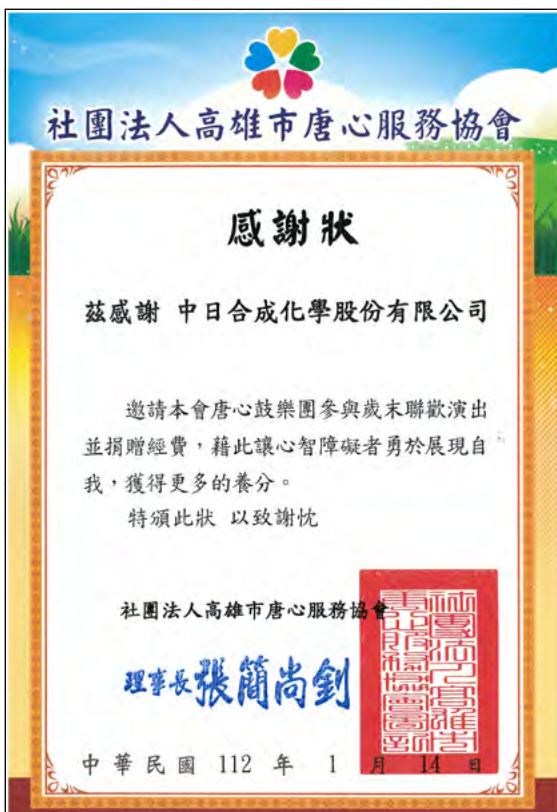 社團法人高雄市唐心服務協會
感謝狀
茲感謝 中日合成化學股份有限公司
邀請本會唐心鼓樂團參與歲末聯歡演出
並捐贈經費，藉此讓心智障礙者勇於展現自
我，獲得更多的養分。
特頒此狀 以致謝忱
社團法人高雄市唐心服務協會
理事長張簡尚釗
中華民國 112 年 1 月 14 日